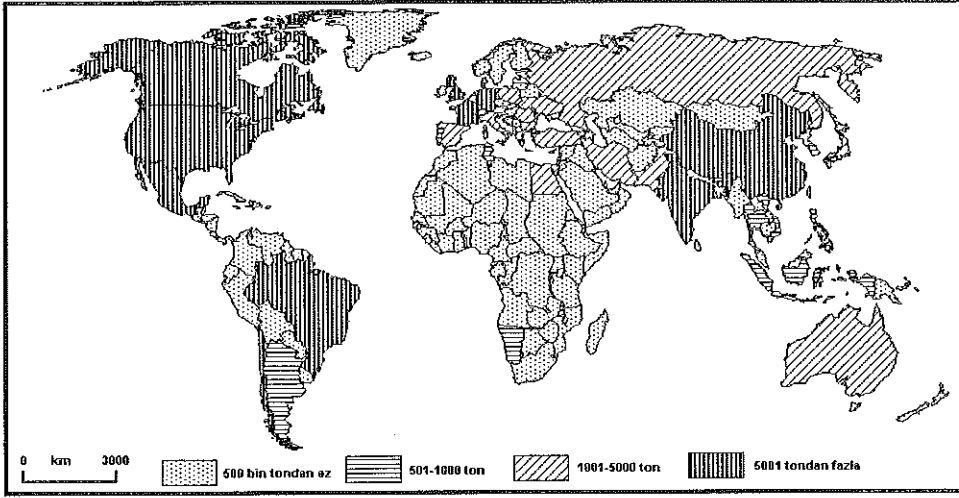 0 km 3000
500 bin tondan az
501-1000 ton
1001-5000 ton
5001 tondan fazla